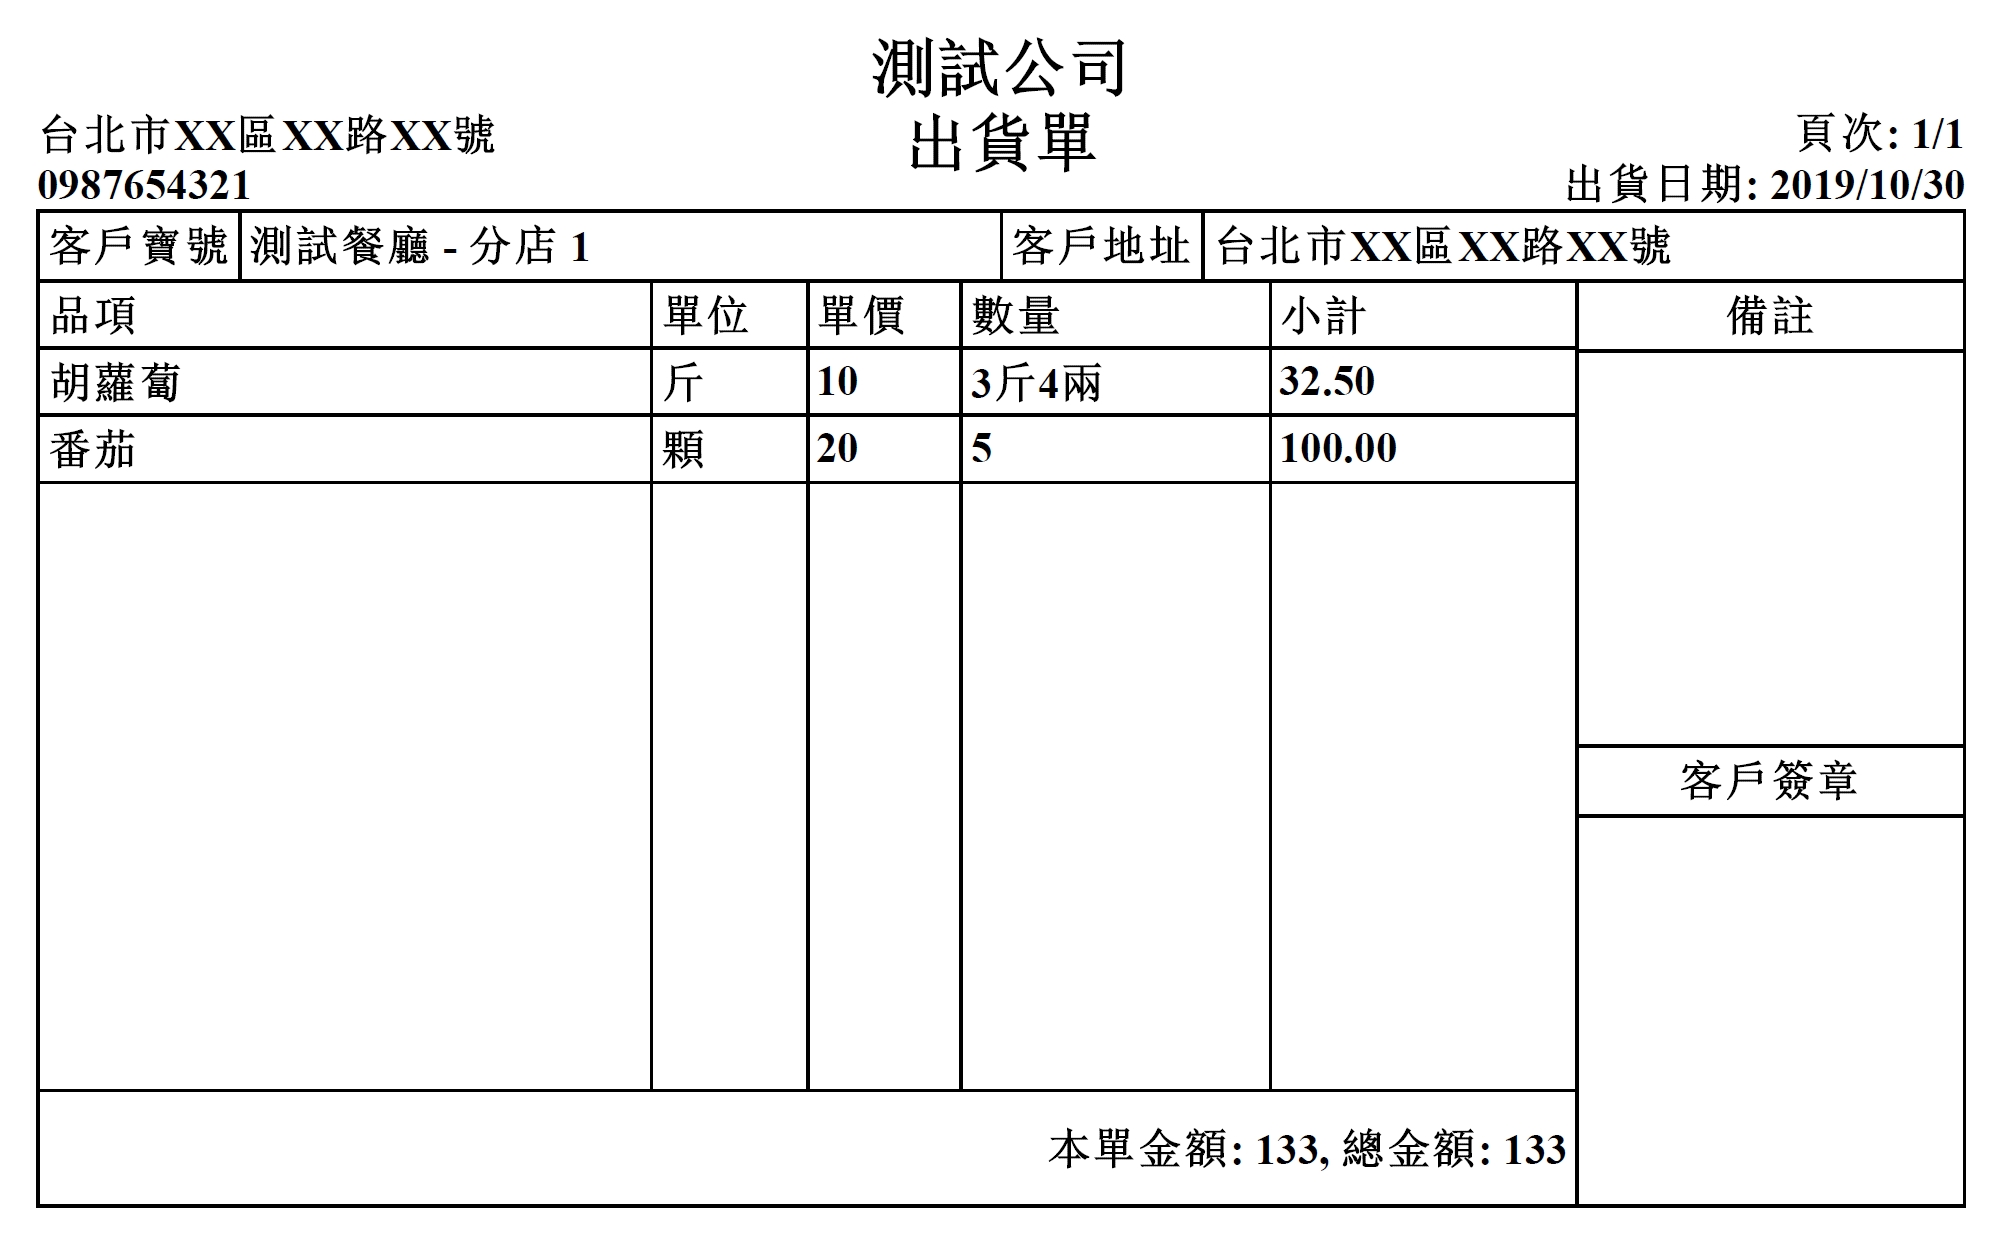 測試公司
出貨單
台北市XX區XX路XX號
頁次: 1/1
0987654321
出貨日期: 2019/10/30
客戶寶號 測試餐廳 - 分店 1 客戶地址 台北市XX區XX路XX號
品項 單位 單價 數量 小計 備註
胡蘿蔔 斤 10 3斤4兩 32.50
番茄 顆 20 5 100.00
客戶簽章
本單金額: 133, 總金額: 133